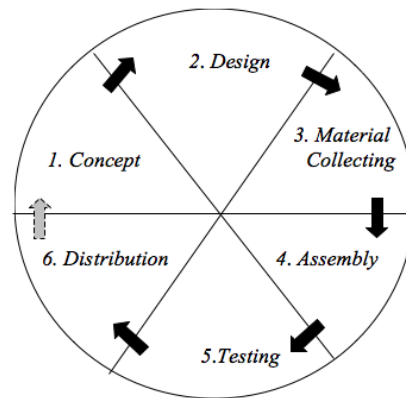 2. Design
3. Material
Collecting
1. Concept
6. Distribution
4. Assembly
5.Testing